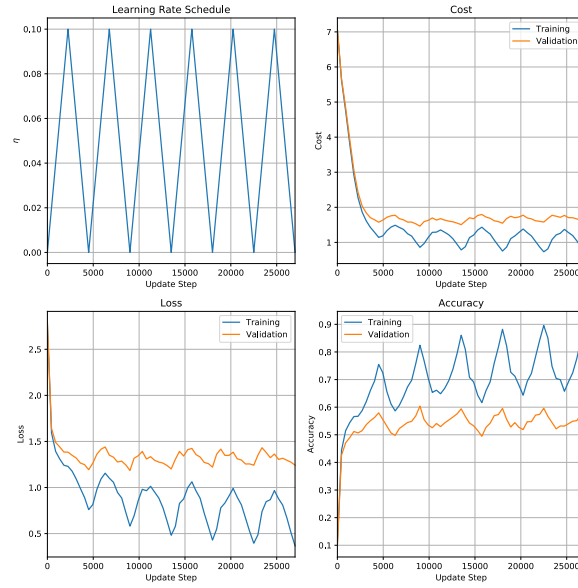 Learning Rate Schedule
0.10
0.08
0.06
0.04
0.02
0.00
η
0
5000
10000
15000
20000
25000
Update Step
Cost
Training
Validation
7
6
5
4
3
2
1
Cost
0
5000
10000
15000
20000
25000
Update Step
Loss
Training
Validation
2.5
2.0
1.5
1.0
0.5
Loss
0
5000
10000
15000
20000
25000
Update Step
Accuracy
Training
Validation
0.9
0.8
0.7
0.6
0.5
0.4
0.3
0.2
0.1
Accuracy
0
5000
10000
15000
20000
25000
Update Step